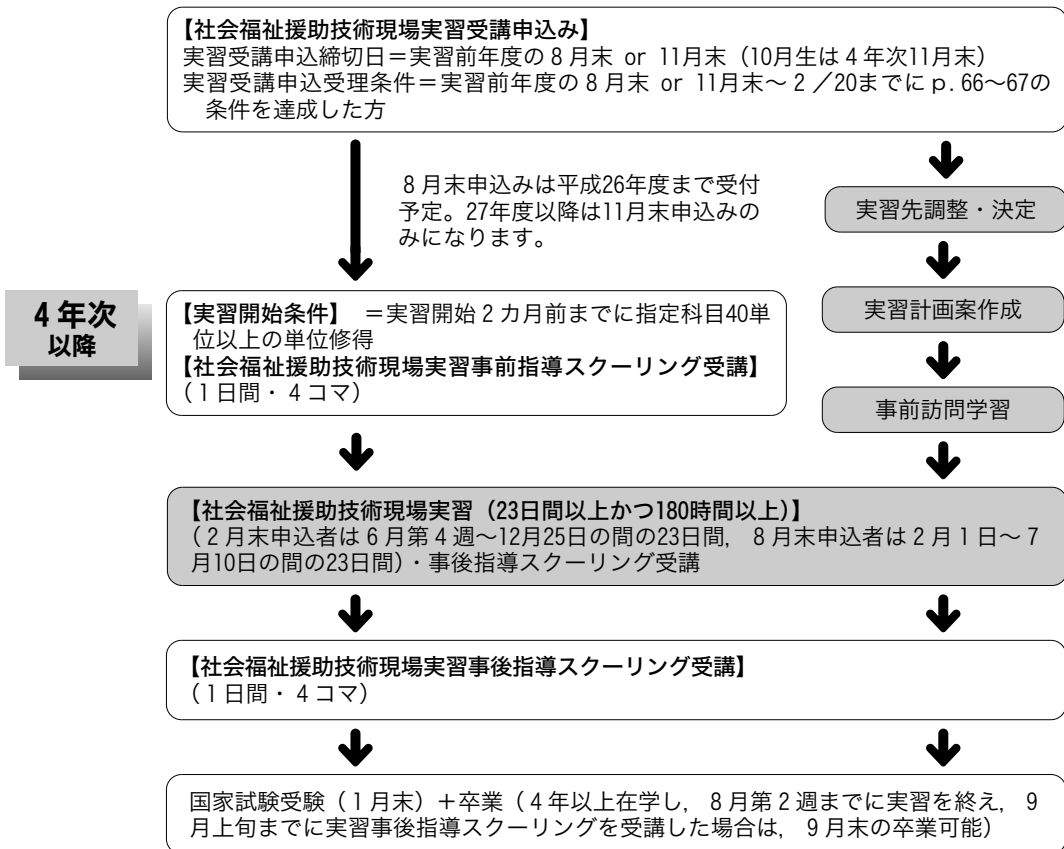 【社会福祉援助技術現場実習受講申込み】
実習受講申込締切日＝実習前年度の8月末 or 11月末（10月生は4年次11月末）
実習受講申込受理条件＝実習前年度の8月末 or 11月末〜2／20までにp.66〜67の
条件を達成した方
8月末申込みは平成26年度まで受付
予定。27年度以降は11月末申込みの
みになります。
実習先調整・決定
4年次
以降
【実習開始条件】 ＝実習開始2カ月前までに指定科目40単
位以上の単位修得
【社会福祉援助技術現場実習事前指導スクーリング受講】
（1日間・4コマ）
実習計画案作成
事前訪問学習
【社会福祉援助技術現場実習（23日間以上かつ180時間以上）】
（2月末申込者は6月第4週〜12月25日の間の23日間，8月末申込者は2月1日〜7
月10日の間の23日間）・事後指導スクーリング受講
【社会福祉援助技術現場実習事後指導スクーリング受講】
（1日間・4コマ）
国家試験受験（1月末）＋卒業（4年以上在学し，8月第2週までに実習を終え，9
月上旬までに実習事後指導スクーリングを受講した場合は，9月末の卒業可能）